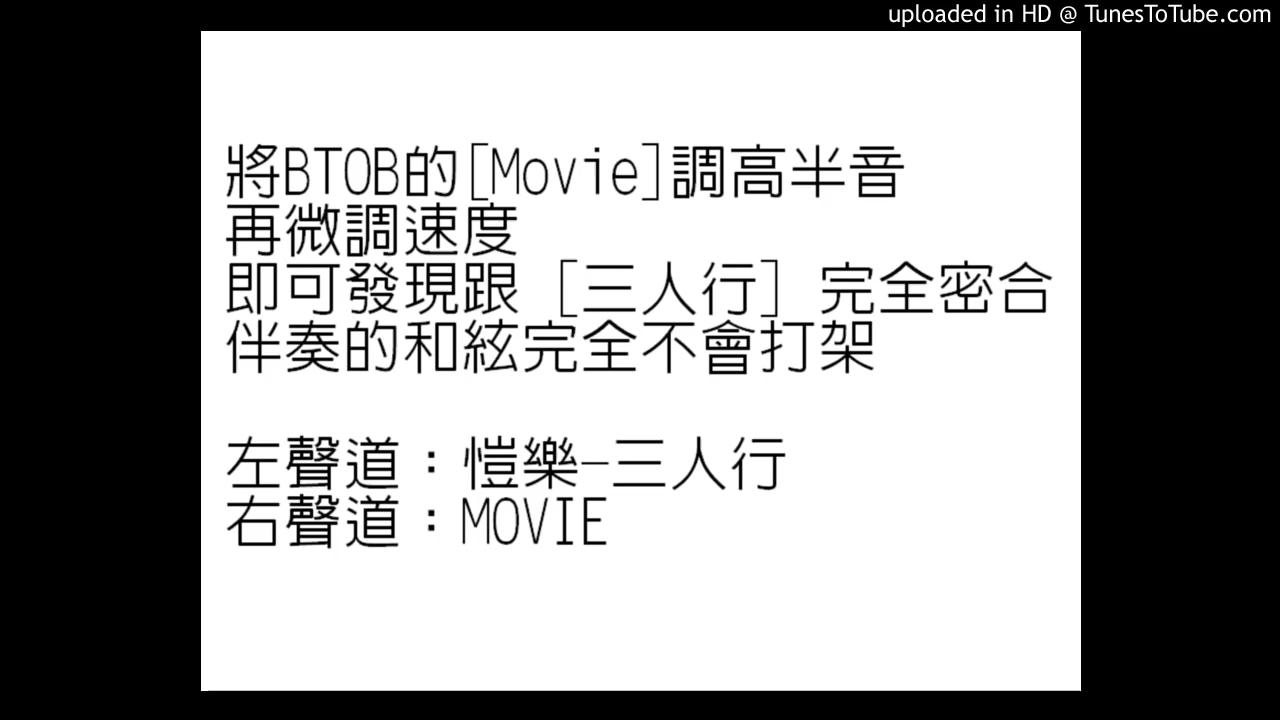 uploaded in HD @ TunesToTube.com
將BTOB的[Movie]調高半音
再微調速度
即可發現跟 [三人行] 完全密合
伴奏的和絃完全不會打架
左聲道：愷樂-三人行
右聲道：MOVIE